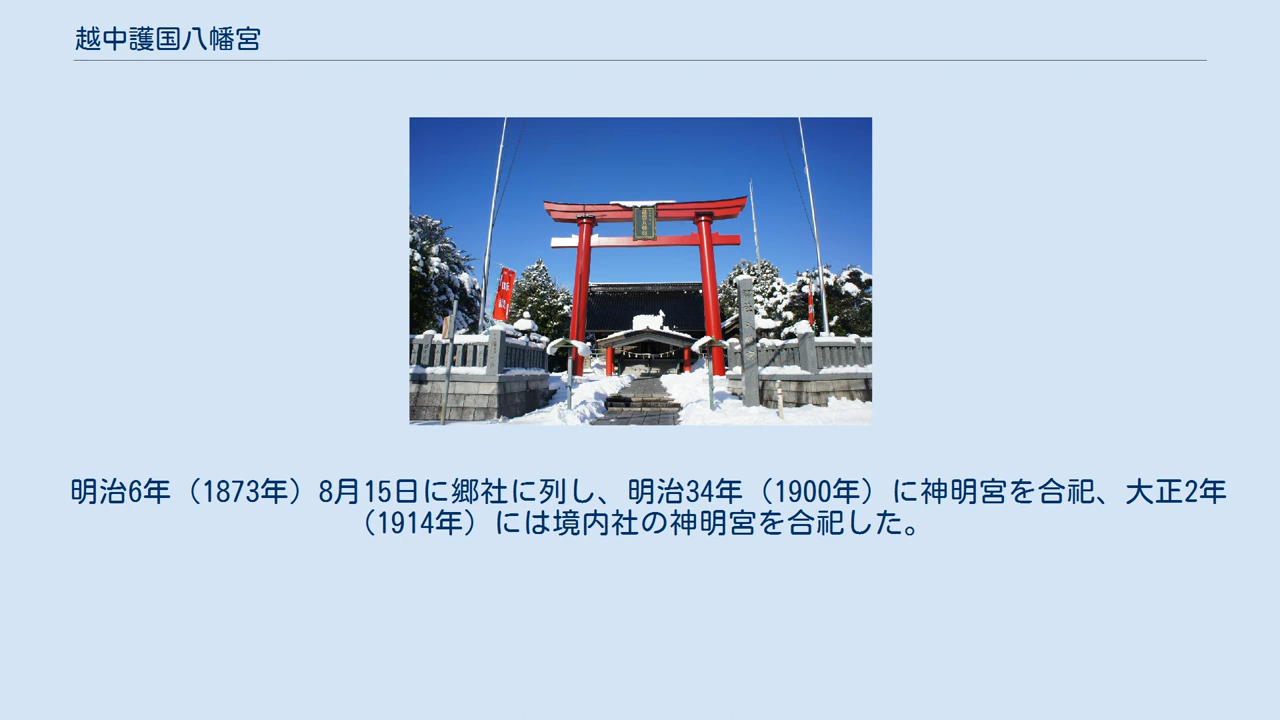 越中護国八幡宮
明治6年（1873年）8月15日に郷社に列し、明治34年（1900年）に神明宮を合祀、大正2年
（1914年）には境内社の神明宮を合祀した。